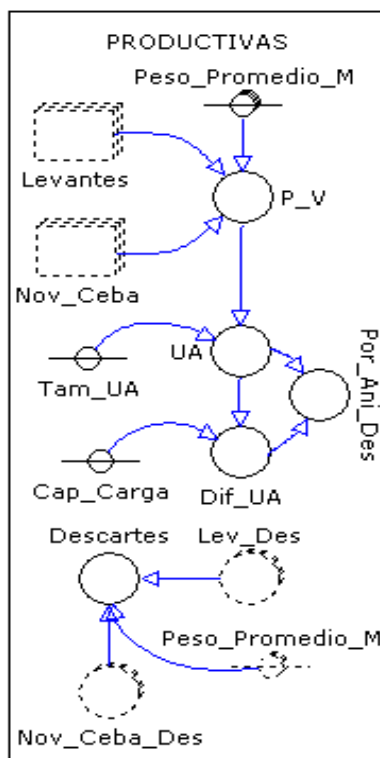 PRODUCTIVAS
Peso_Promedio_M
Levantes
P_V
Nov_Ceba
UA
Por_Ani_Des
Tam_UA
Cap_Carga
Dif_UA
Descartes
Lev_Des
Peso_Promedio_M
Nov_Ceba_Des